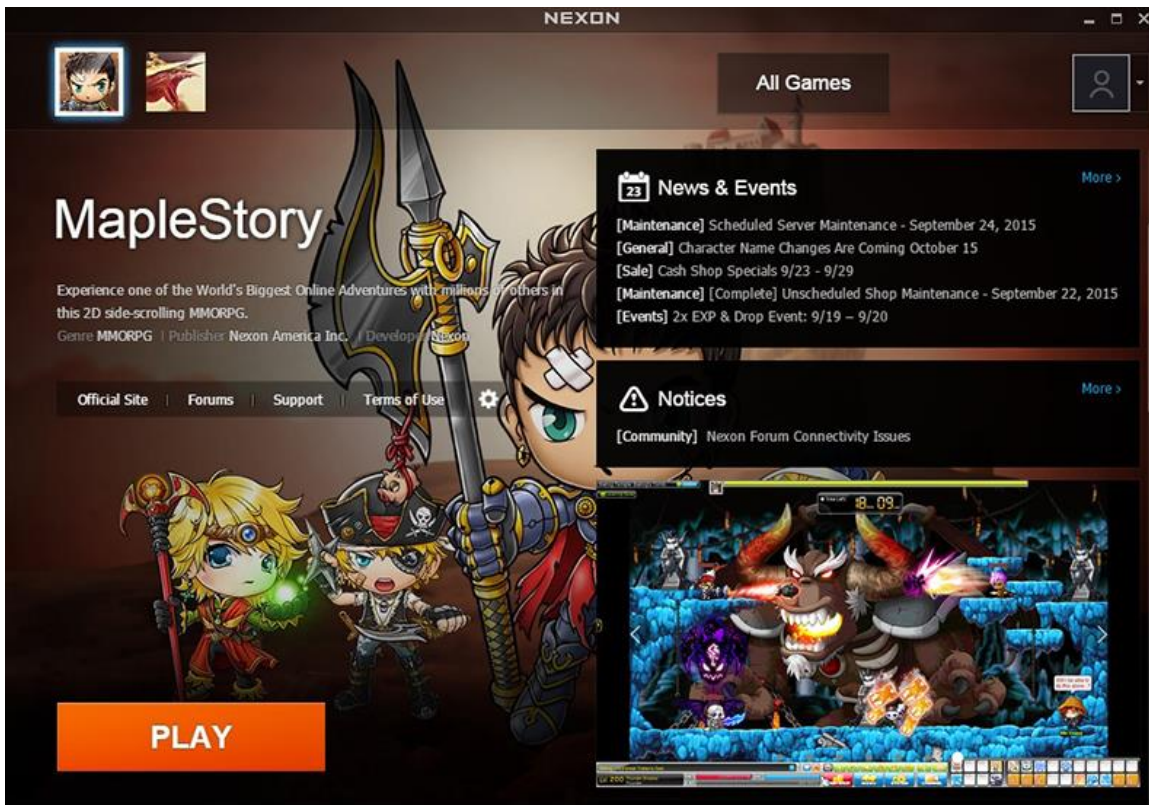 NEXON
All Games
MapleStory
Experience one of the World's Biggest Online Adventures with millions of others in
this 2D side-scrolling MMORPG.
Genre MMORPG | Publisher Nexon America Inc. | Developer Nexon
Official Site | Forums | Support | Terms of Use
PLAY
23 News & Events
More >
[Maintenance] Scheduled Server Maintenance - September 24, 2015
[General] Character Name Changes Are Coming October 15
[Sale] Cash Shop Specials 9/23 - 9/29
[Maintenance] [Complete] Unscheduled Shop Maintenance - September 22, 2015
[Events] 2x EXP & Drop Event: 9/19 – 9/20
Notices
More >
[Community] Nexon Forum Connectivity Issues
18 09
LV. 200